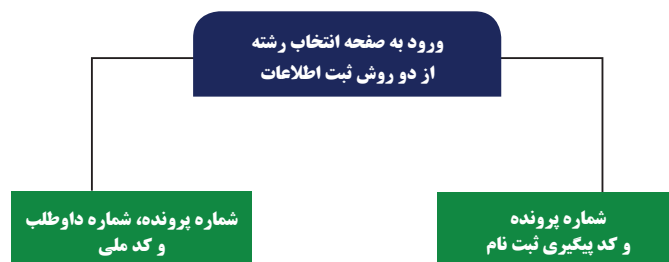 ورود به صفحه انتخاب رشته
از دو روش ثبت اطلاعات
شماره پرونده
و کد پیگیری ثبت نام
شماره پرونده، شماره داوطلب
و کد ملی